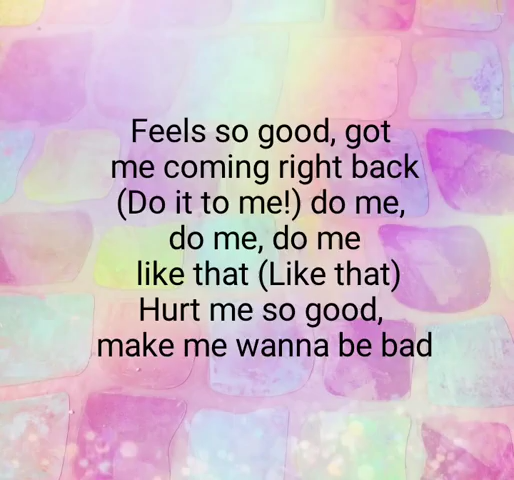 Feels so good, got
me coming right back
(Do it to me!) do me,
do me, do me
like that (Like that)
Hurt me so good,
make me wanna be bad